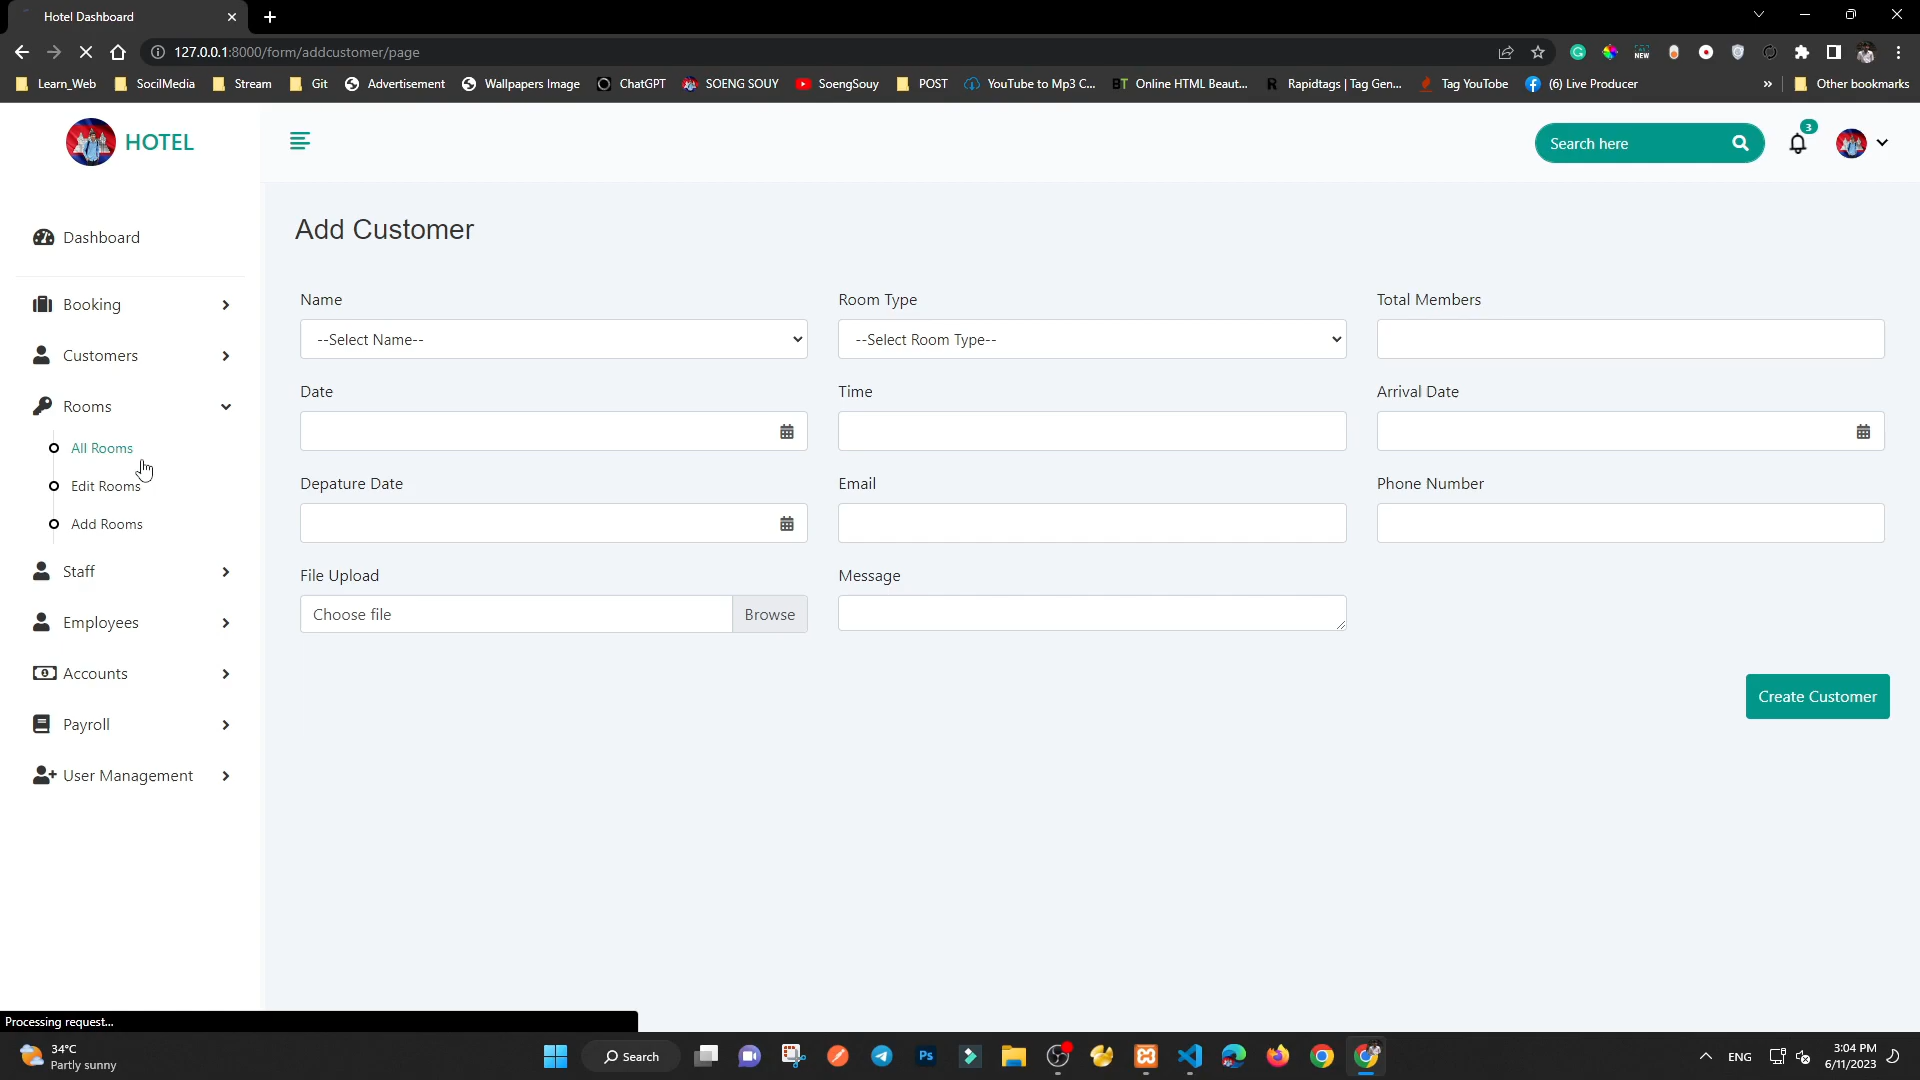 Hotel Dashboard
127.0.0.1:8000/form/addcustomer/page
Learn_Web SocilMedia Stream Git Advertisement Wallpapers Image ChatGPT SOENG SOUY SoengSouy POST YouTube to Mp3 C... BT Online HTML Beaut... R Rapidtags | Tag Gen... Tag YouTobe (6) Live Producer » Other bookmarks
HOTEL
Search here
3
Dashboard
Booking
Customers
Rooms
All Rooms
Edit Rooms
Add Rooms
Staff
Employees
Accounts
Payroll
User Management
Add Customer
Name Room Type Total Members
--Select Name-- --Select Room Type--
Date Time Arrival Date
Depature Date Email Phone Number
File Upload Message
Choose file Browse
Create Customer
Processing request...
34°C
Partly sunny
Search
Ps
ENG
3:04 PM
6/11/2023